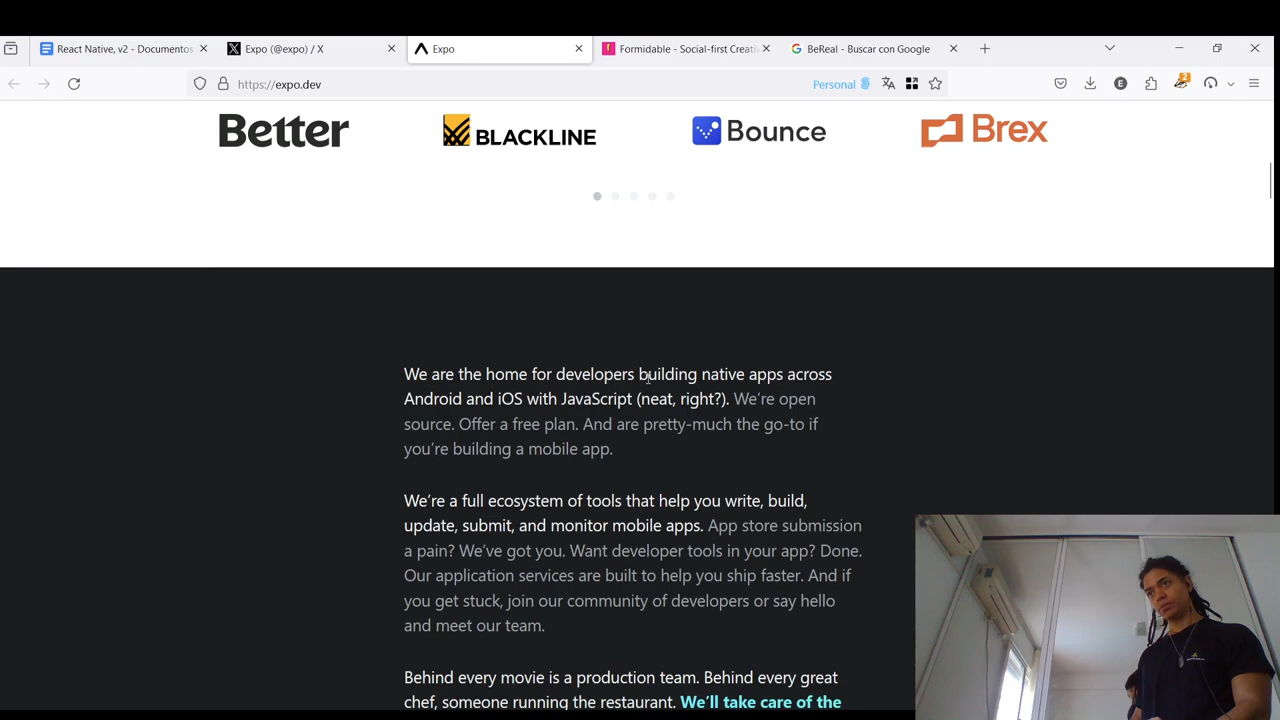 React Native, v2 - Documentos
Expo (@expo) / X
Expo
Formidable - Social-first Creati
BeReal - Buscar con Google
https://expo.dev
Personal
E
2
Better
BLACKLINE
Bounce
Brex
We are the home for developers building native apps across
Android and iOS with JavaScript (neat, right?). We're open
source. Offer a free plan. And are pretty-much the go-to if
you're building a mobile app.
We're a full ecosystem of tools that help you write, build,
update, submit, and monitor mobile apps. App store submission
a pain? We've got you. Want developer tools in your app? Done.
Our application services are built to help you ship faster. And if
you get stuck, join our community of developers or say hello
and meet our team.
Behind every movie is a production team. Behind every great
chef, someone running the restaurant. We'll take care of the